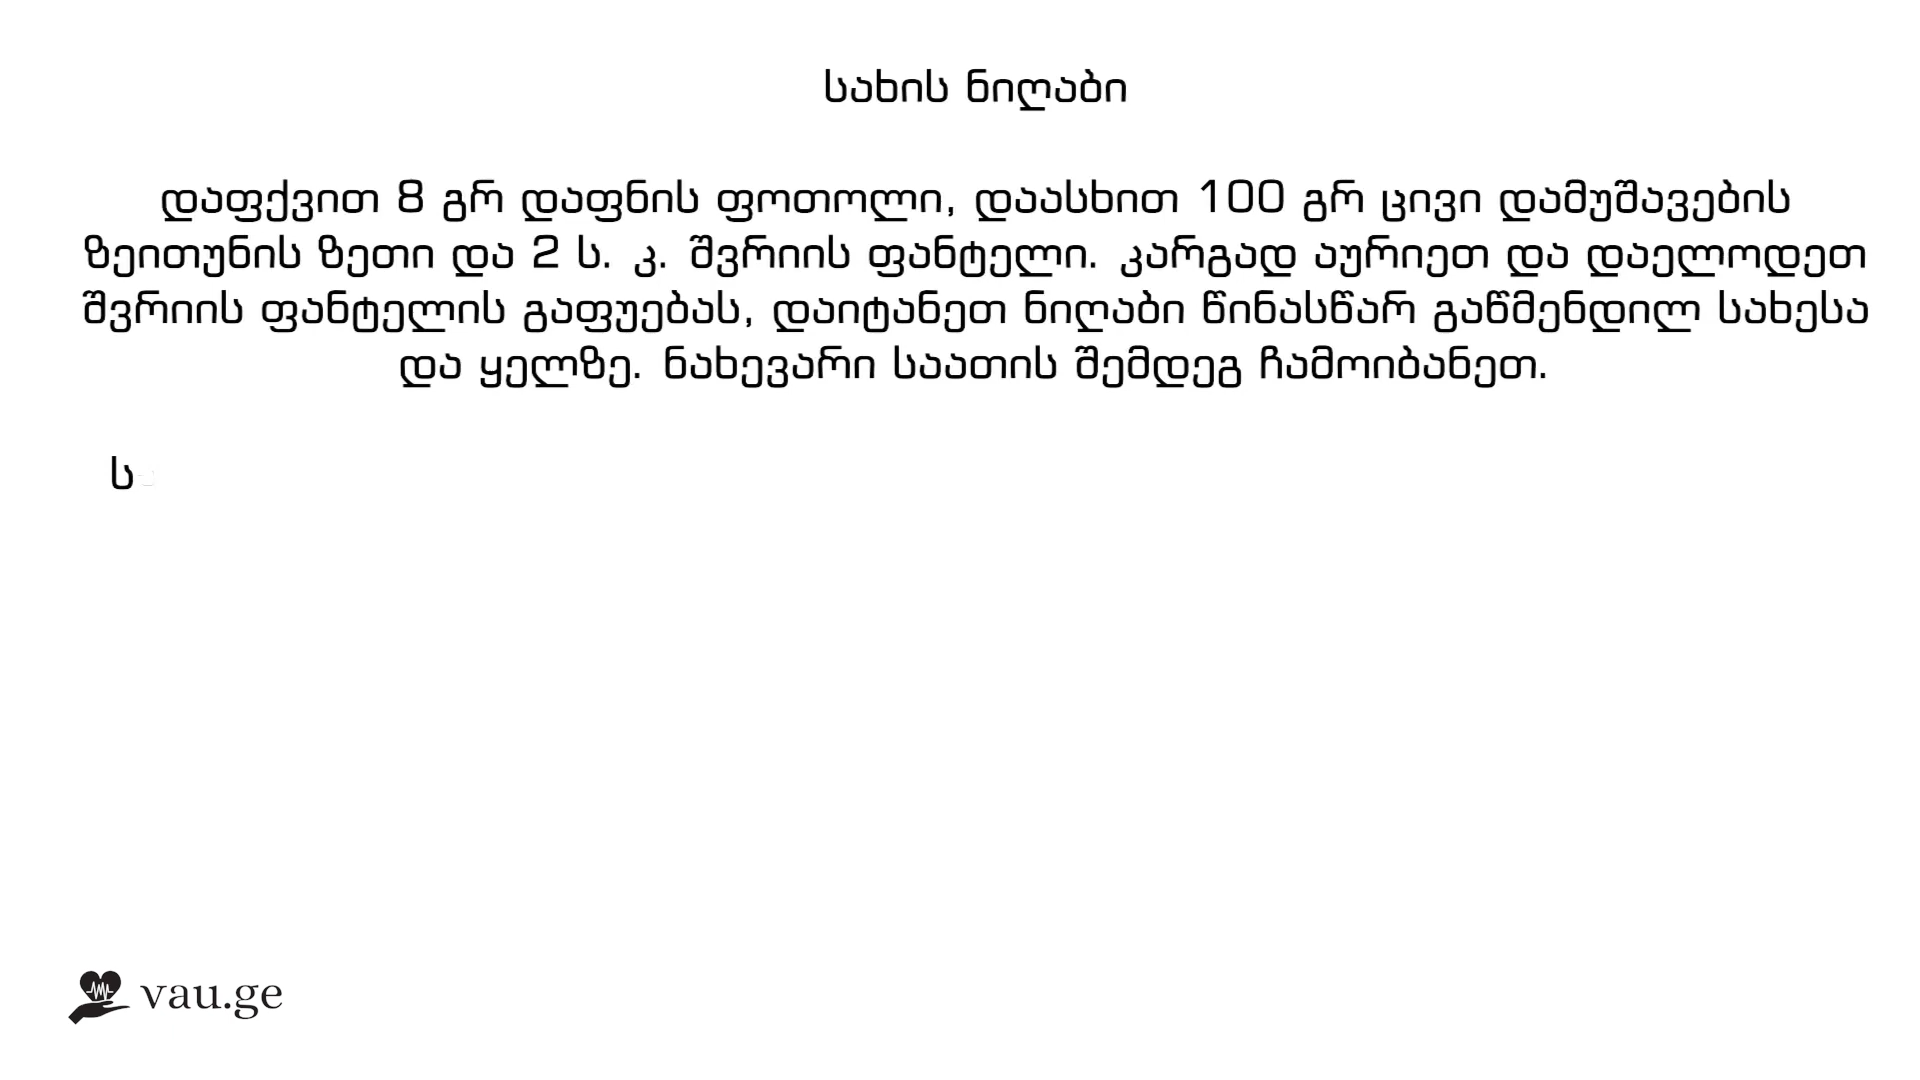 სახის ნიღაბი
დაფქვით 8 გრ დაფნის ფოთოლი, დაასხით 100 გრ ცივი დამუშავების
ზეითუნის ზეთი და 2 ს. კ. შვრიის ფანტელი. კარგად აურიეთ და დაელოდეთ
შვრიის ფანტელის გაფუებას, დაიტანეთ ნიღაბი წინასწარ გაწმენდილ სახესა
და ყელზე. ნახევარი საათის შემდეგ ჩამოიბანეთ.
ს
vau.ge